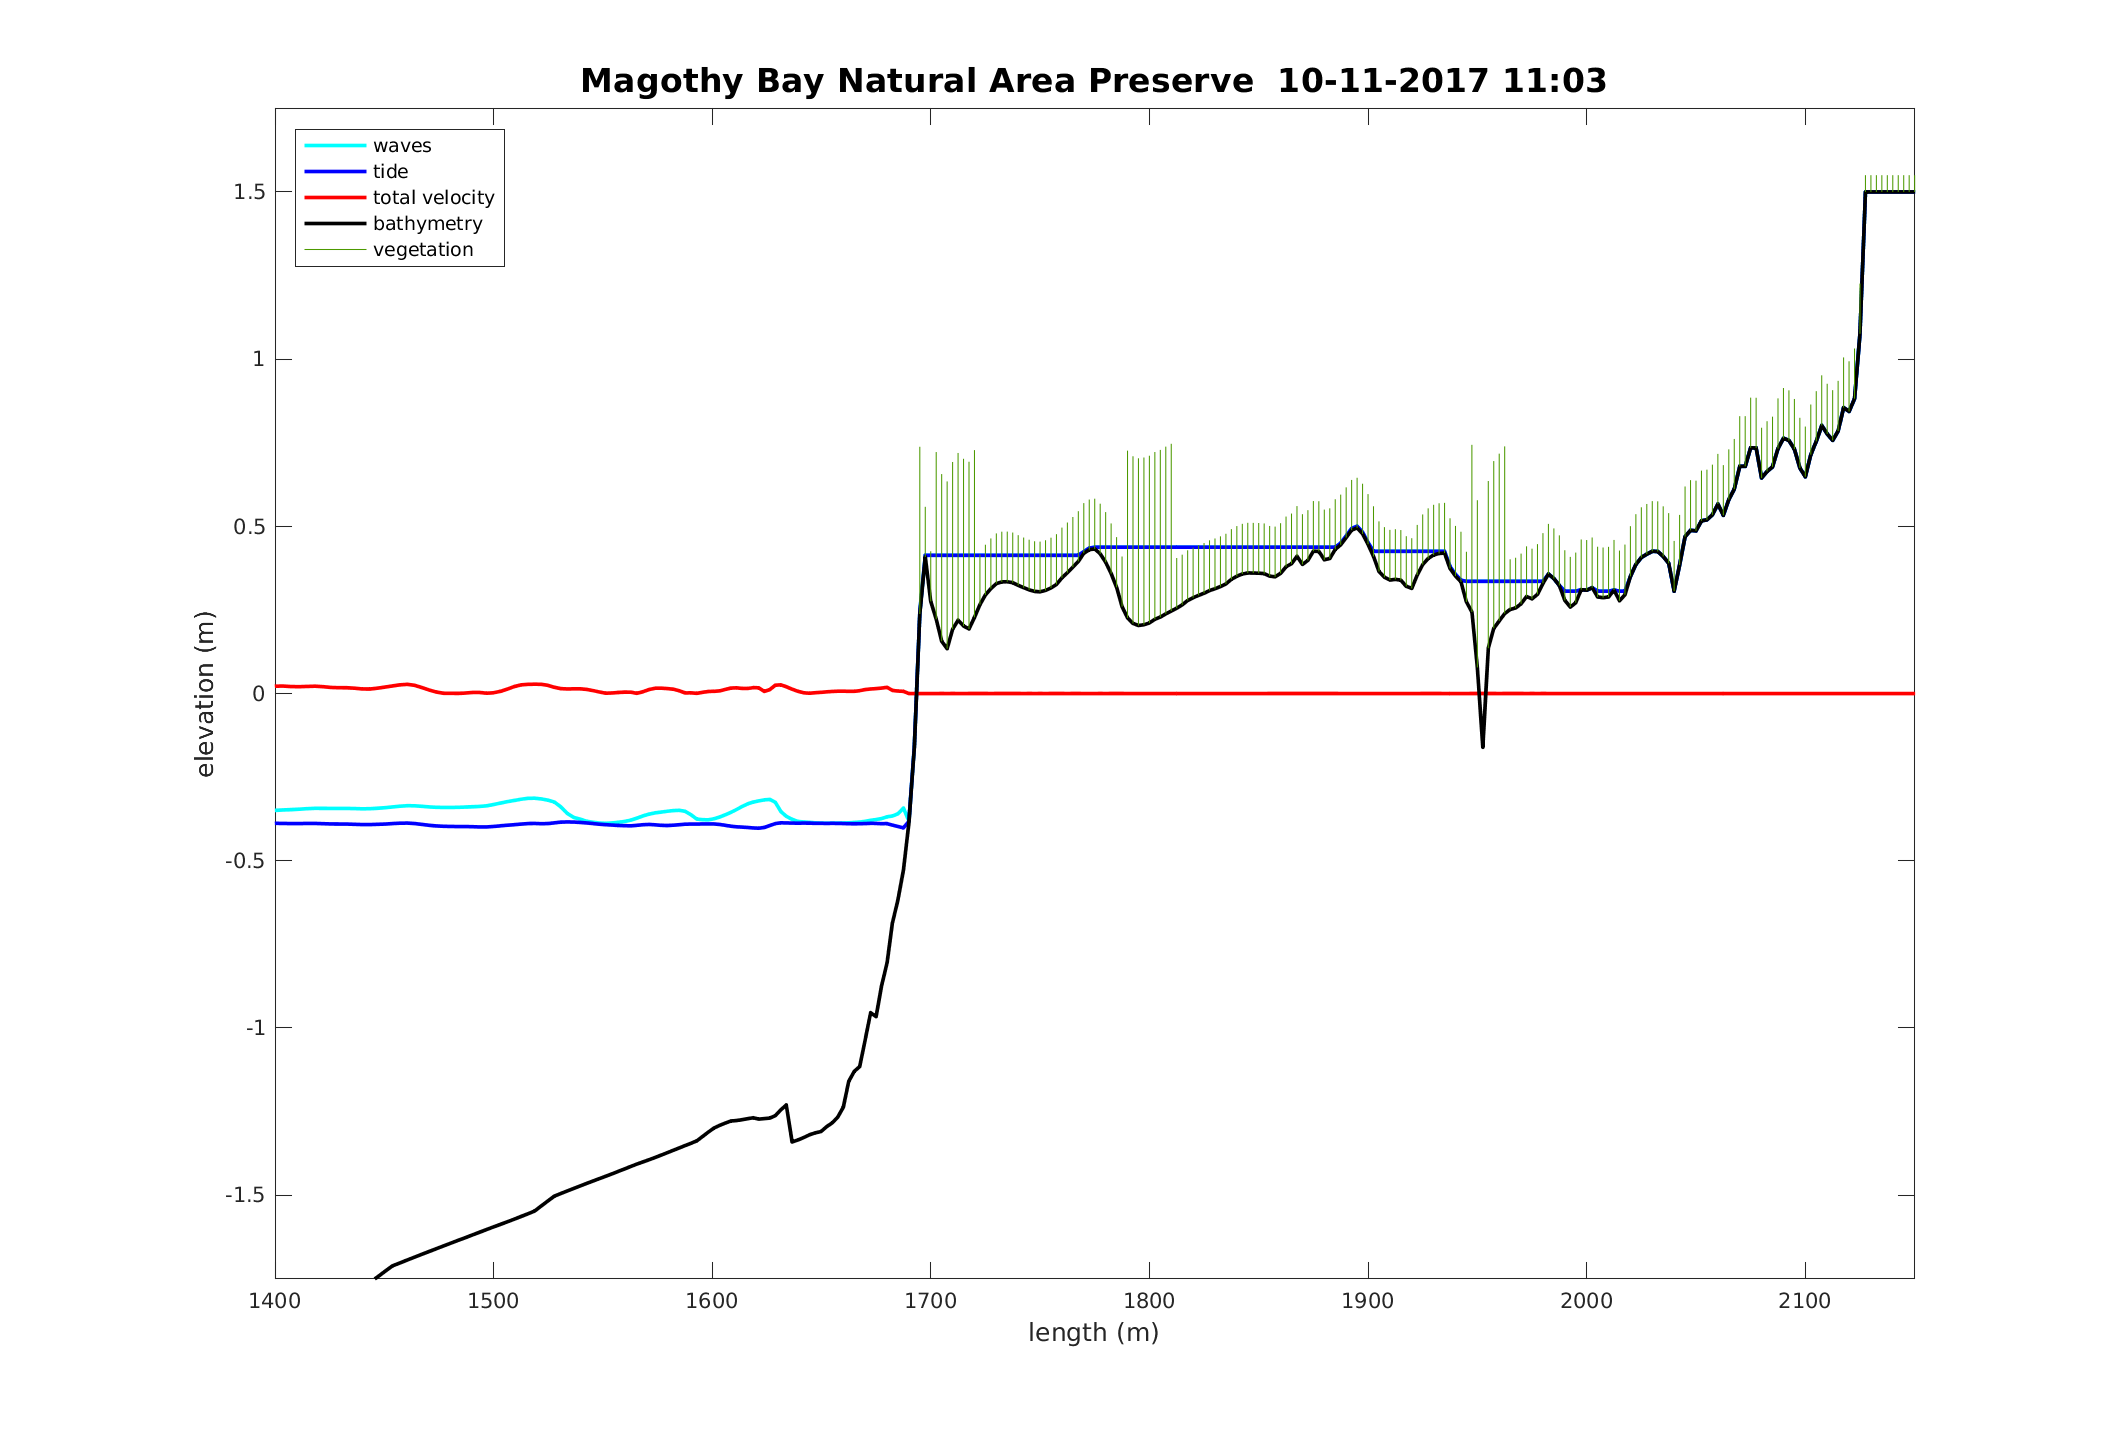 Magothy Bay Natural Area Preserve  10-11-2017 11:03
waves
tide
total velocity
bathymetry
vegetation
1.5
1
0.5
0
-0.5
-1
-1.5
elevation (m)
1400 1500 1600 1700 1800 1900 2000 2100
length (m)